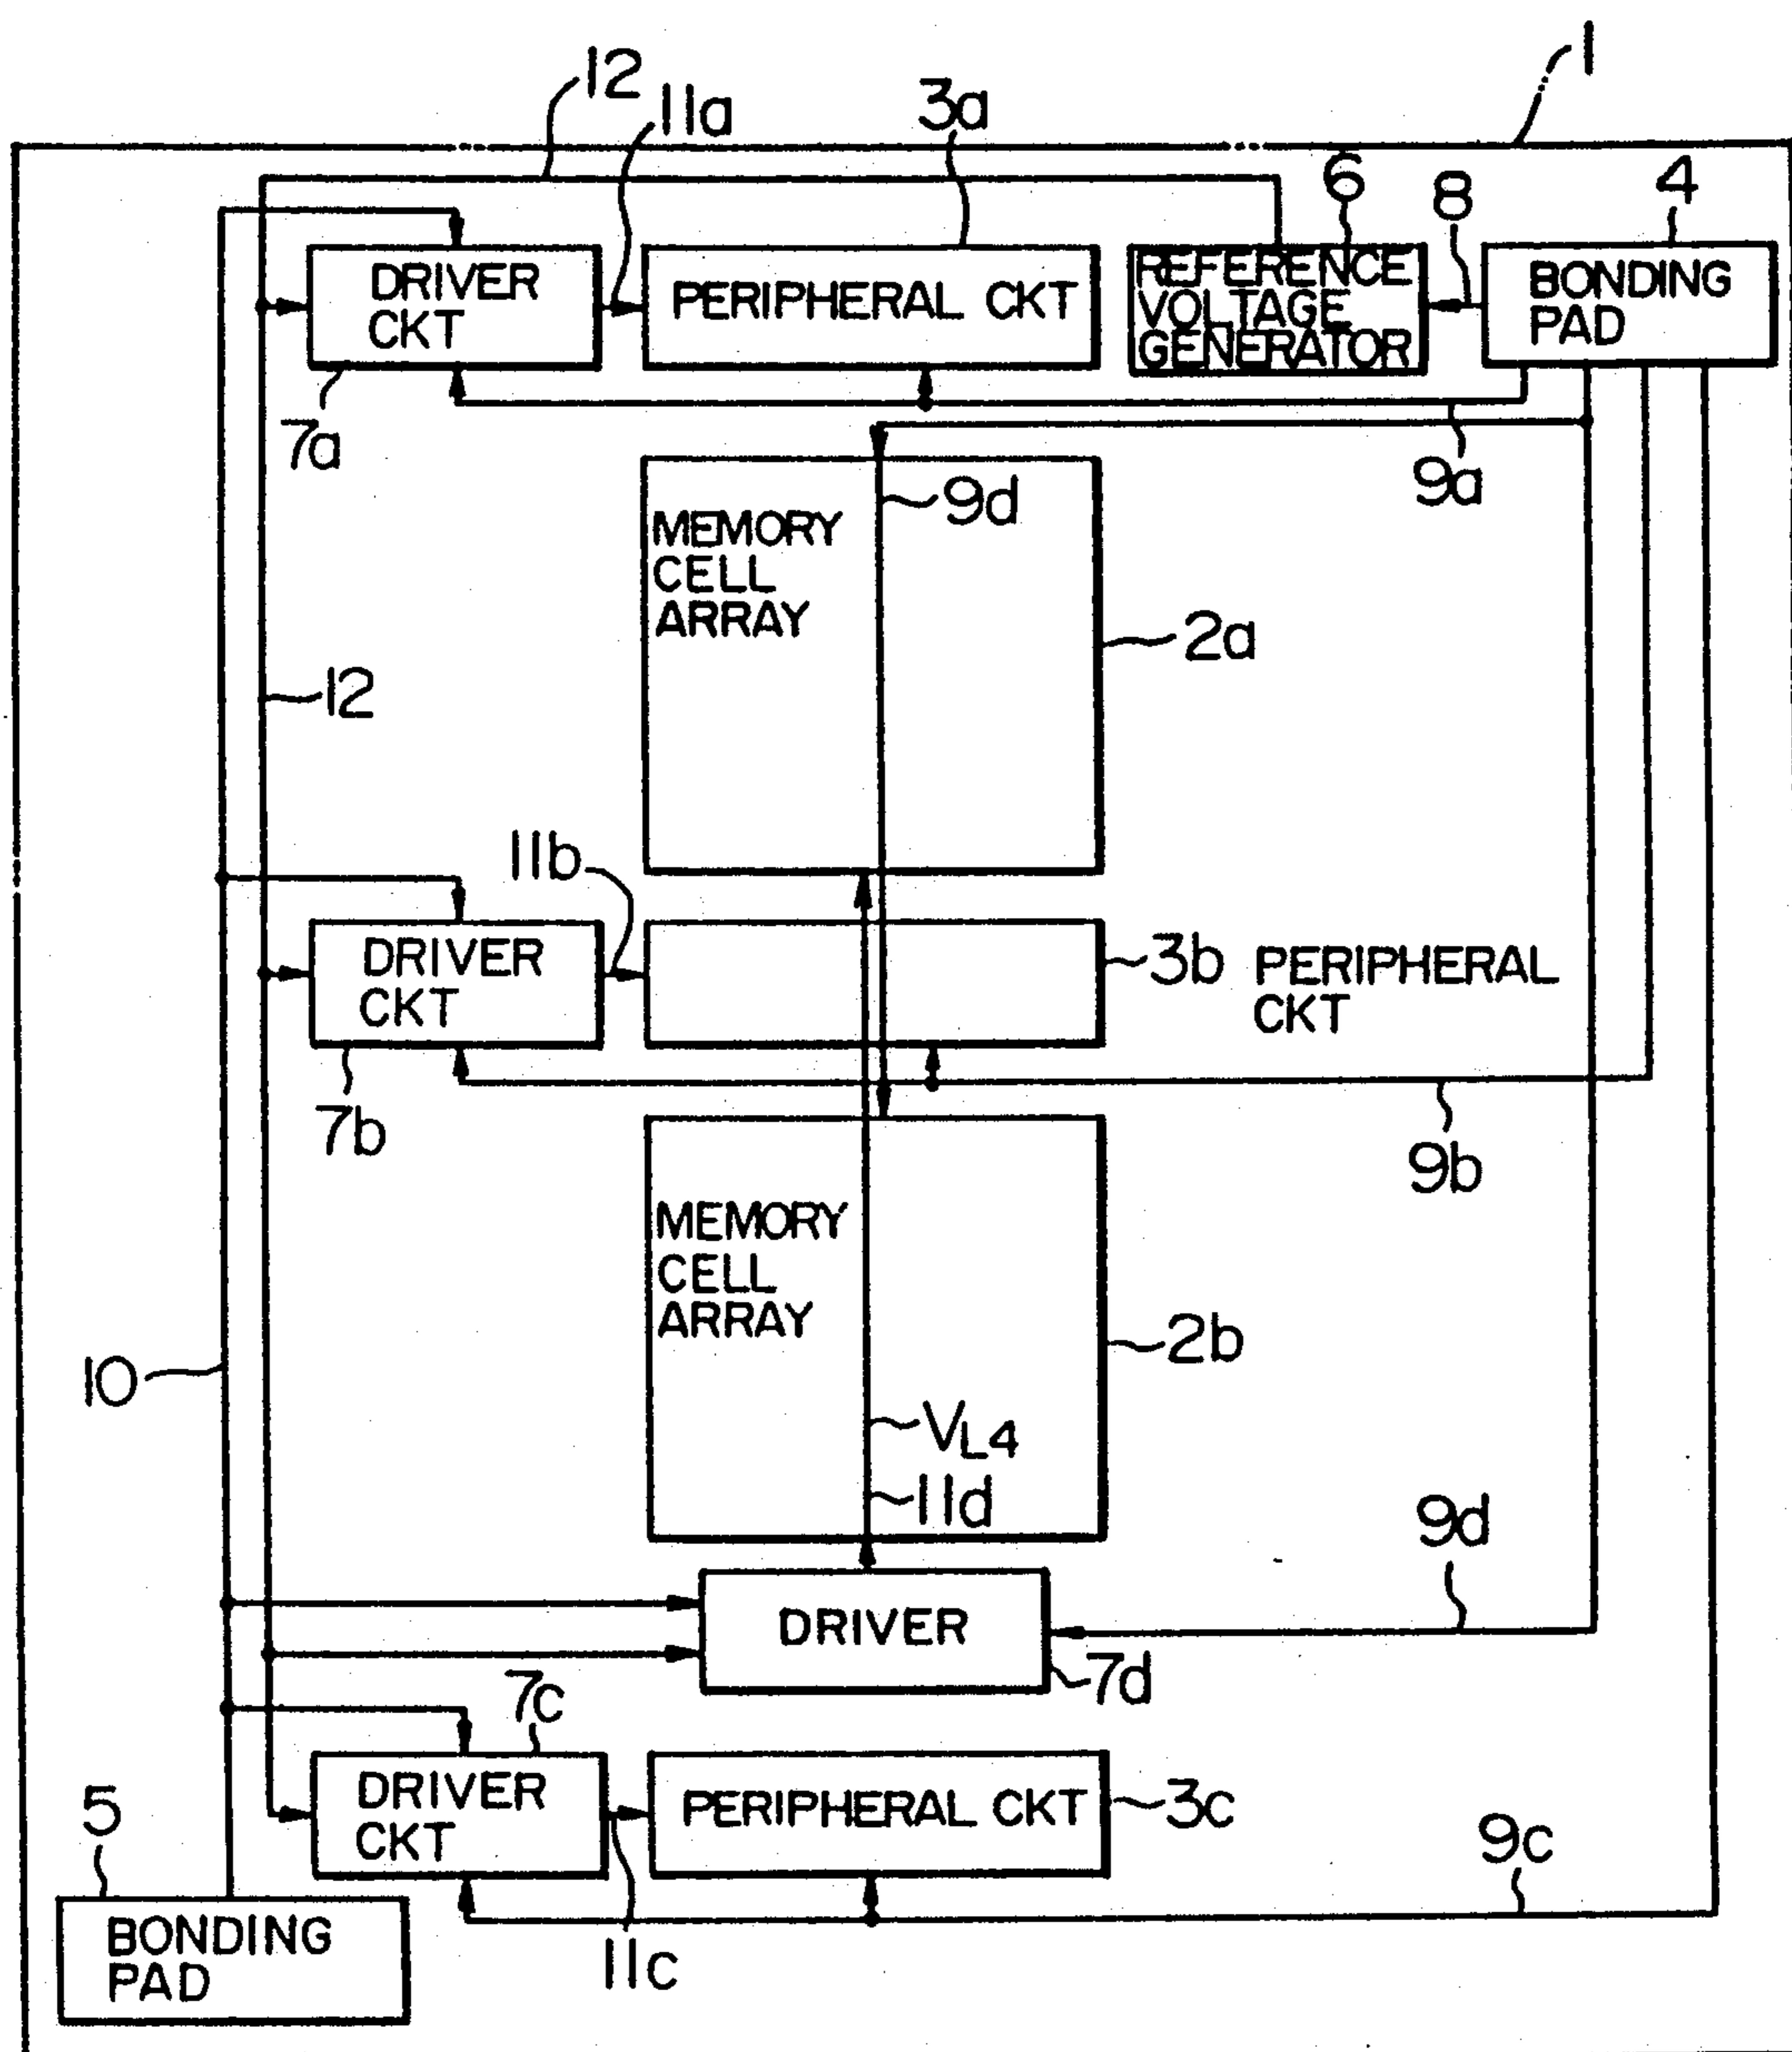 1
12
11a
3a
6
8
4
DRIVER
CKT
PERIPHERAL CKT
REFERENCE
VOLTAGE
GENERATOR
BONDING
PAD
7a
9a
9d
MEMORY
CELL
ARRAY
2a
12
11b
DRIVER
CKT
3b
PERIPHERAL
CKT
7b
9b
MEMORY
CELL
ARRAY
2b
10
VL4
11d
9d
DRIVER
7d
7c
DRIVER
CKT
PERIPHERAL CKT
3c
5
9c
BONDING
PAD
11c